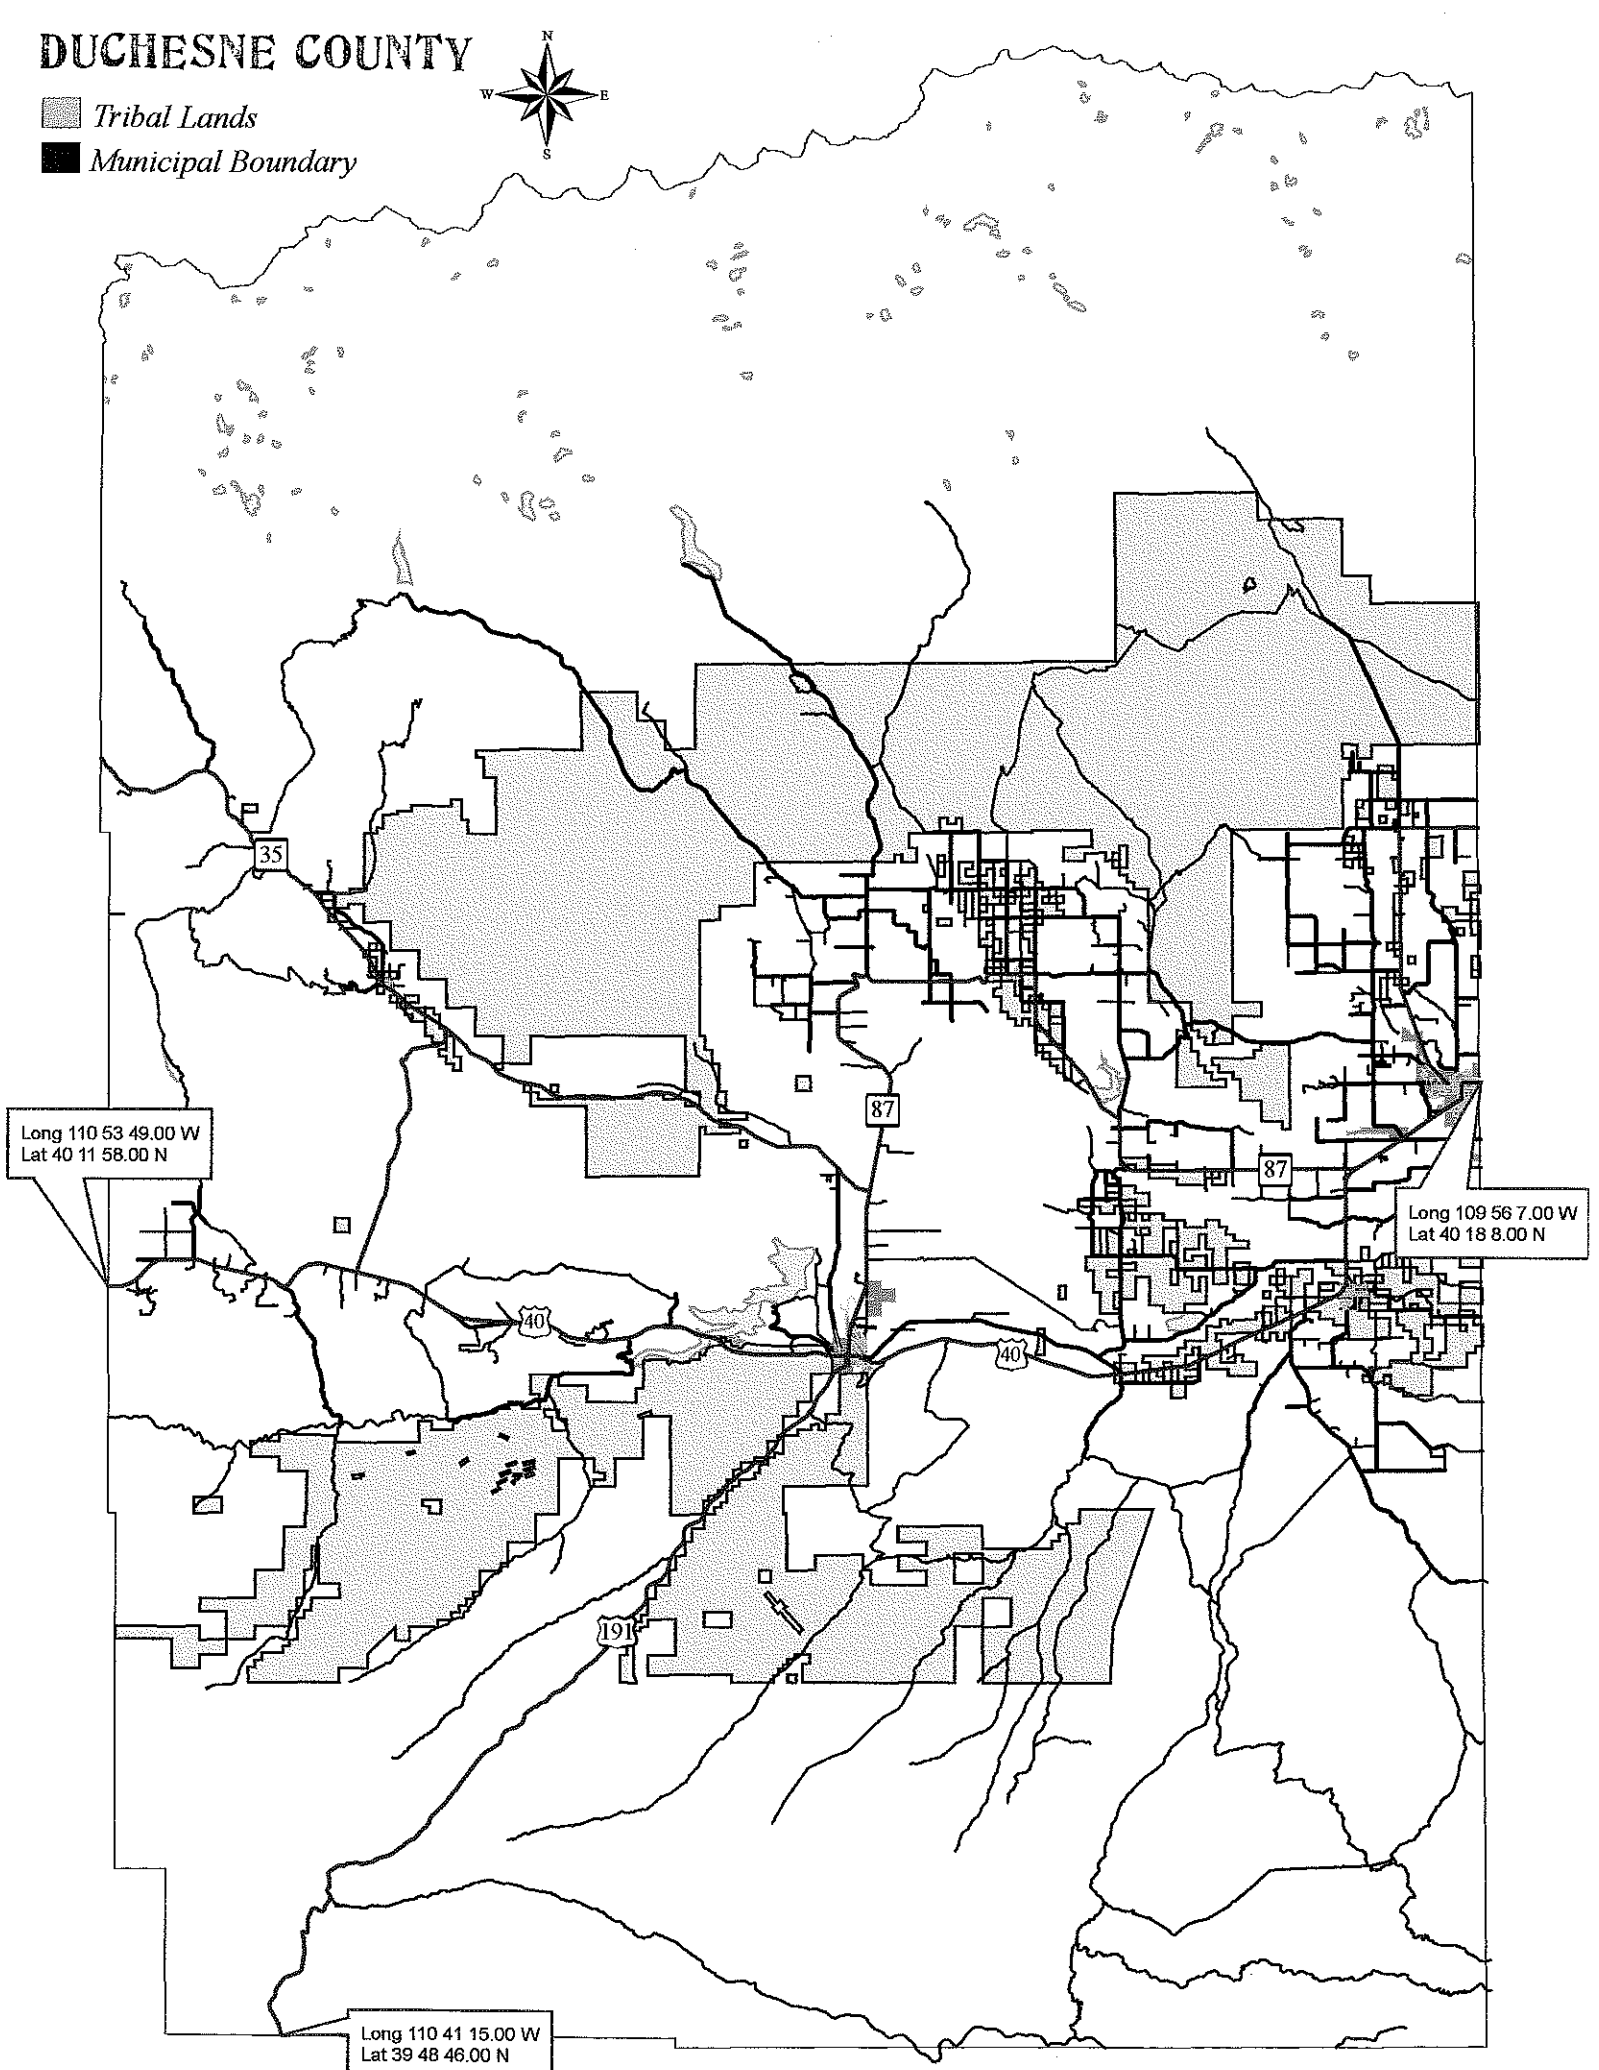 DUCHESNE COUNTY
N
W E
S
Tribal Lands
Municipal Boundary
35
87
Long 110 53 49.00 W
Lat 40 11 58.00 N
87
Long 109 56 7.00 W
Lat 40 18 8.00 N
40
40
191
Long 110 41 15.00 W
Lat 39 48 46.00 N